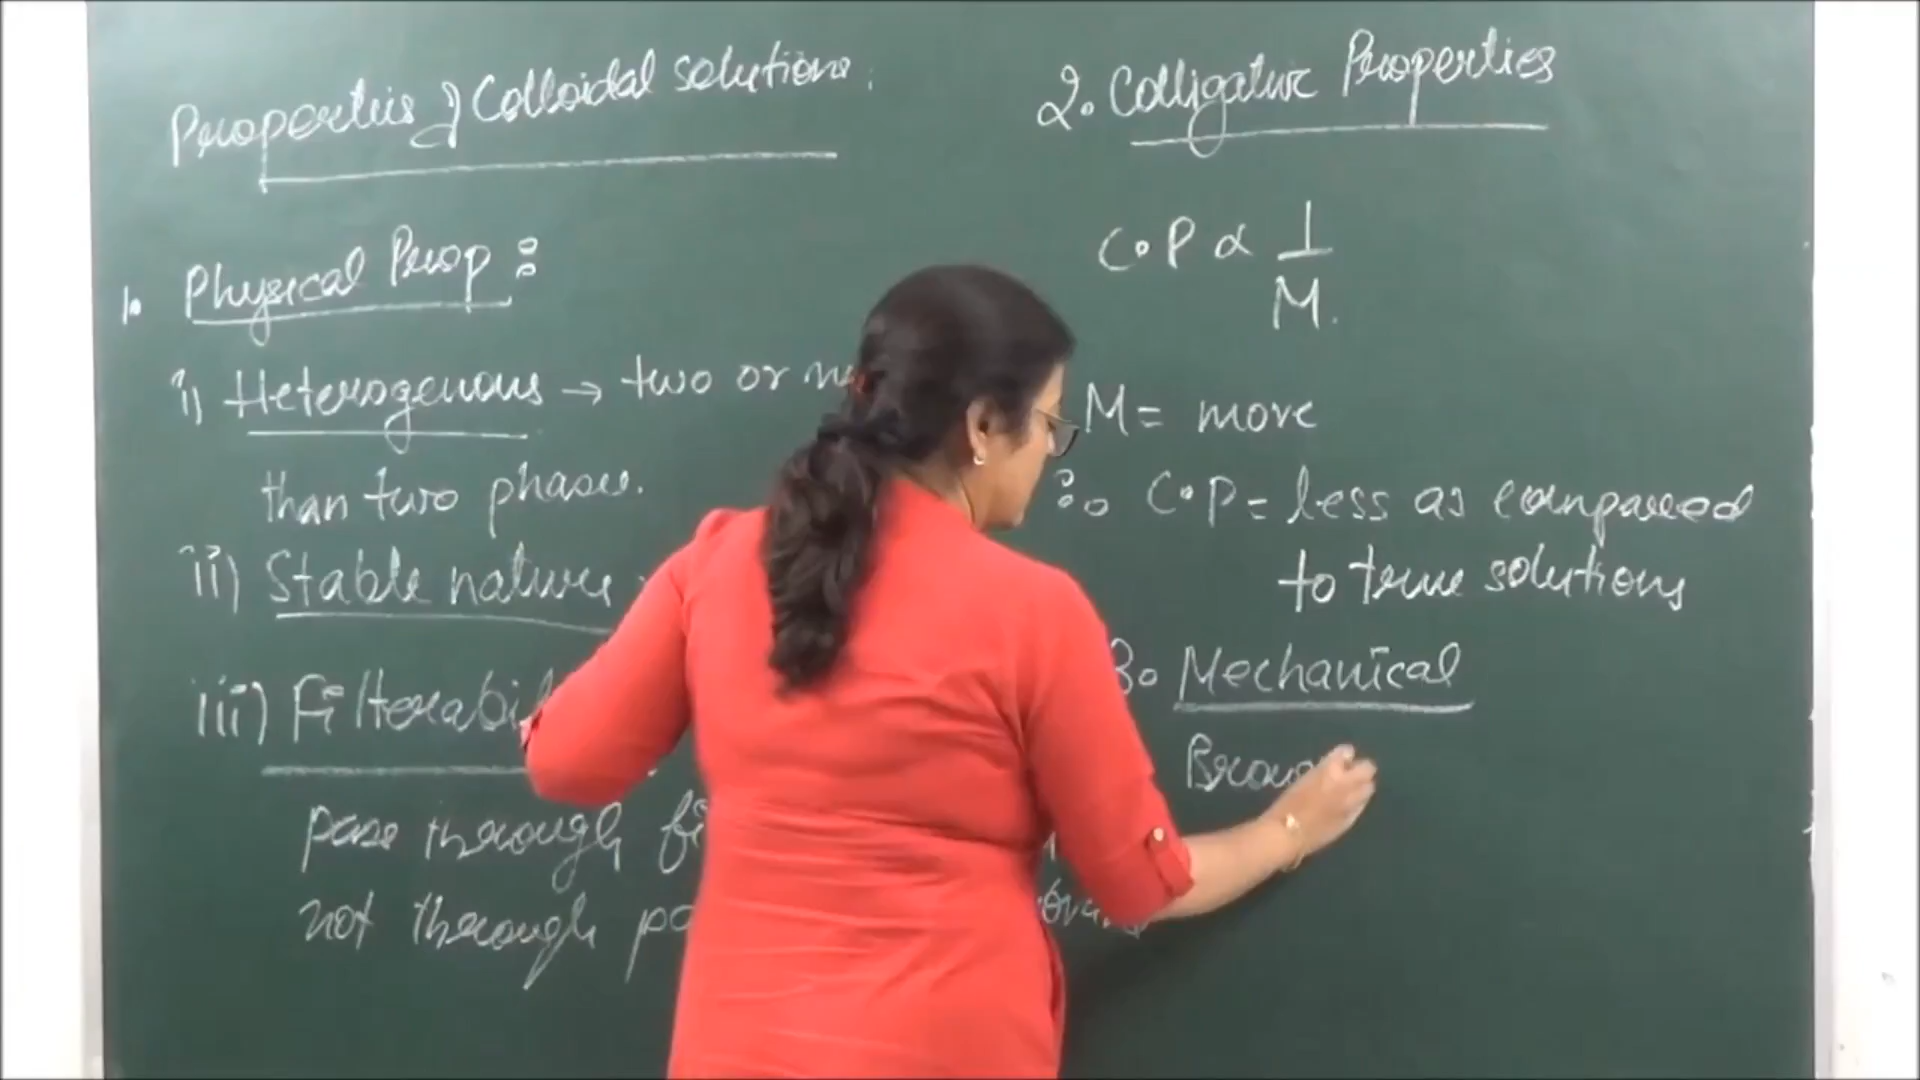 Properties of Colloidal solutions.
1. Physical Prop :
i) Heterogenous → two or
than two phases.
ii) Stable nature
iii) Filterabil
pass through fi
not through po
2. Colligative Properties
C.P ∝ 1/M.
M = more
∴ C.P = less as compared
to true solutions
3. Mechanical
Brow